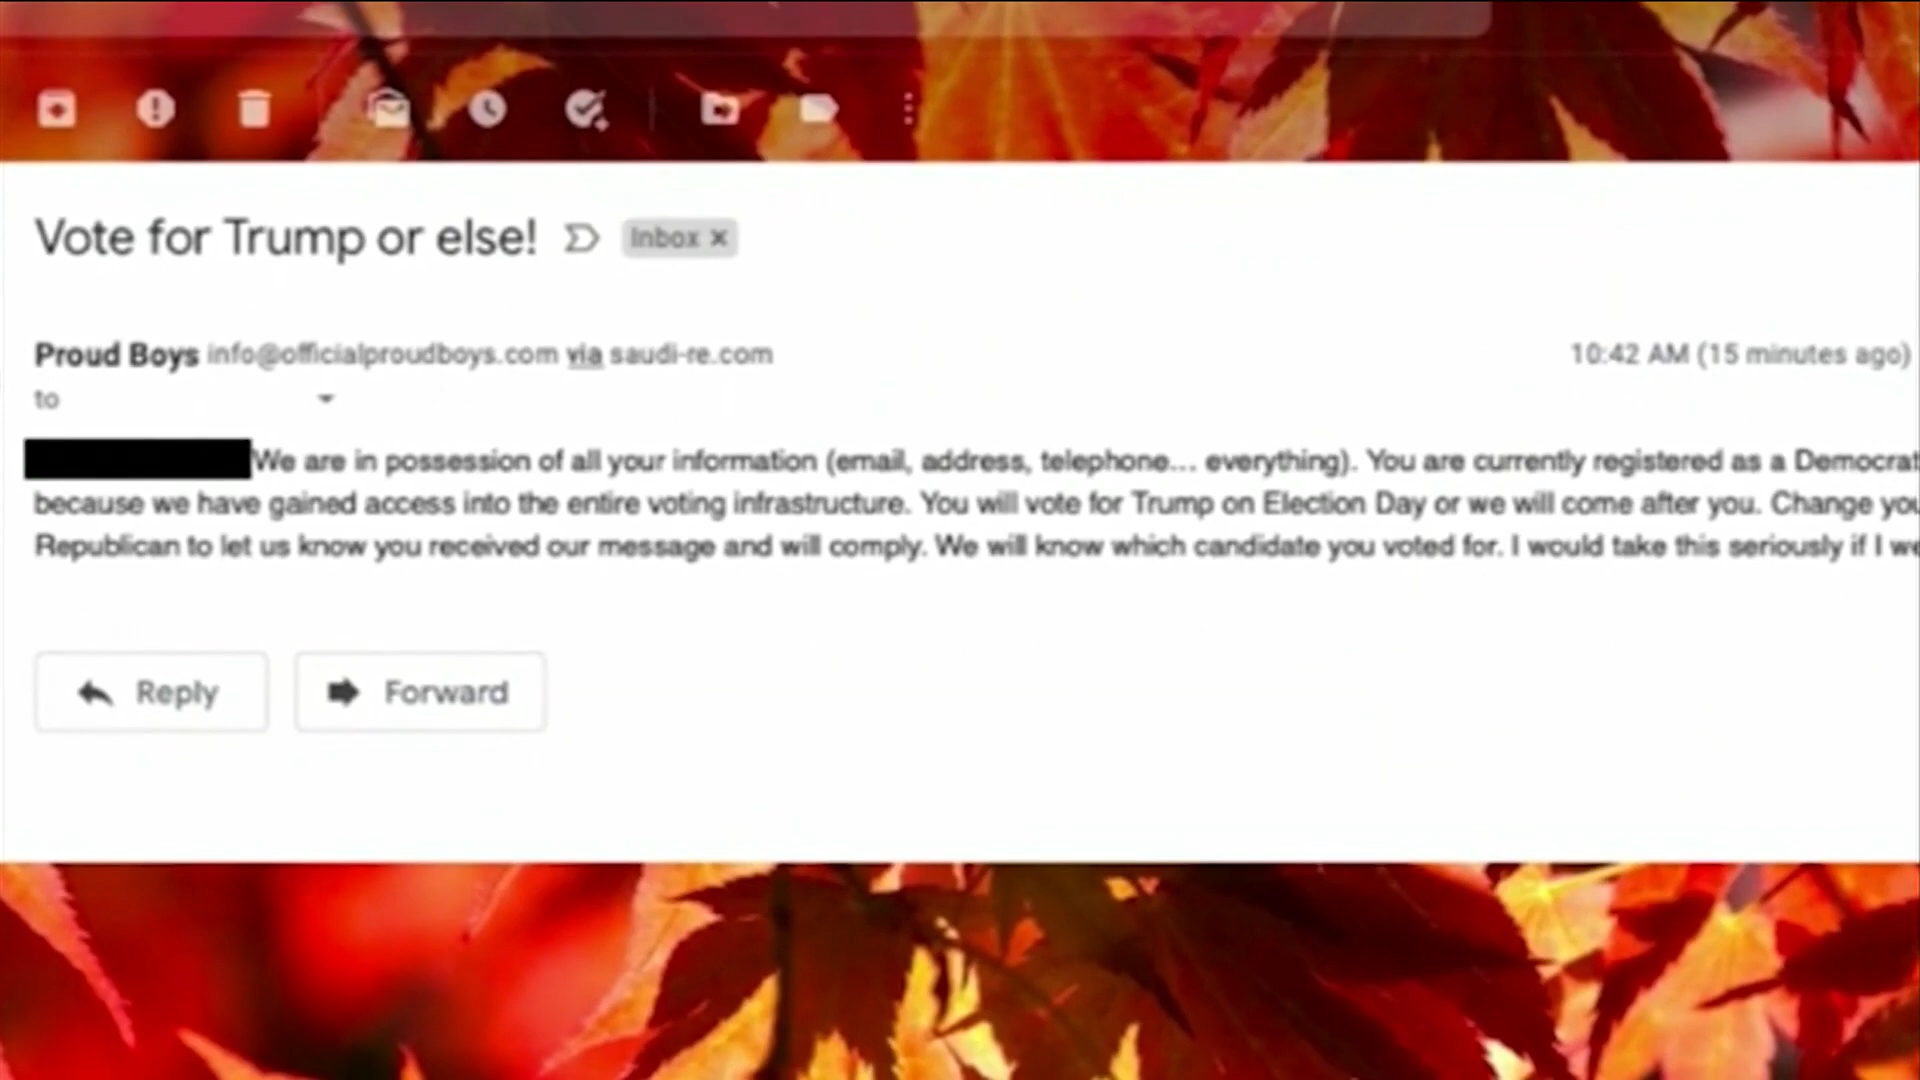 Vote for Trump or else! Inbox x
Proud Boys info@officialproudboys.com via saudi-re.com 10:42 AM (15 minutes ago)
to
We are in possession of all your information (email, address, telephone... everything). You are currently registered as a Democrat
because we have gained access into the entire voting infrastructure. You will vote for Trump on Election Day or we will come after you. Change you
Republican to let us know you received our message and will comply. We will know which candidate you voted for. I would take this seriously if I we
Reply Forward